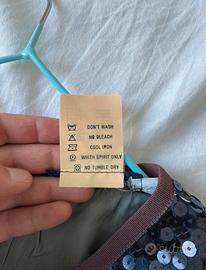 DON'T WASH
NO BLEACH
COOL IRON
WHITH SPIRIT ONLY
NO TUMBLE DRY